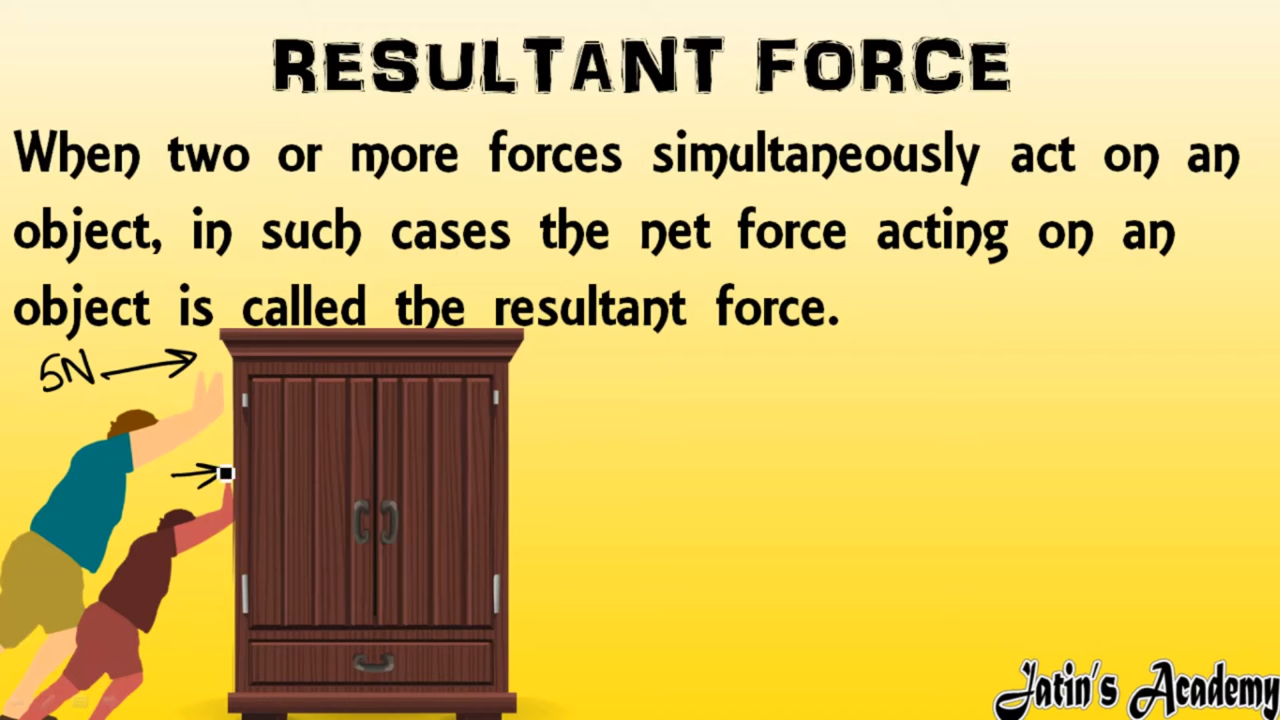 RESULTANT FORCE
When two or more forces simultaneously act on an
object, in such cases the net force acting on an
object is called the resultant force.
5N
Jatin's Academy